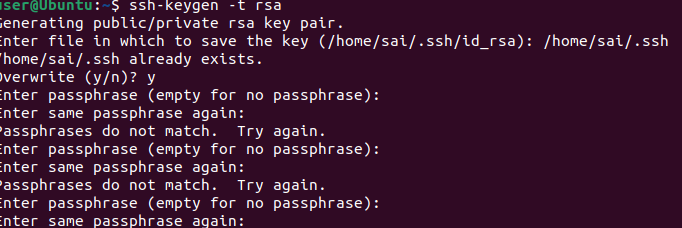 user@Ubuntu:~$ ssh-keygen -t rsa
Generating public/private rsa key pair.
Enter file in which to save the key (/home/sai/.ssh/id_rsa): /home/sai/.ssh
/home/sai/.ssh already exists.
Overwrite (y/n)? y
Enter passphrase (empty for no passphrase):
Enter same passphrase again:
Passphrases do not match.  Try again.
Enter passphrase (empty for no passphrase):
Enter same passphrase again:
Passphrases do not match.  Try again.
Enter passphrase (empty for no passphrase):
Enter same passphrase again: